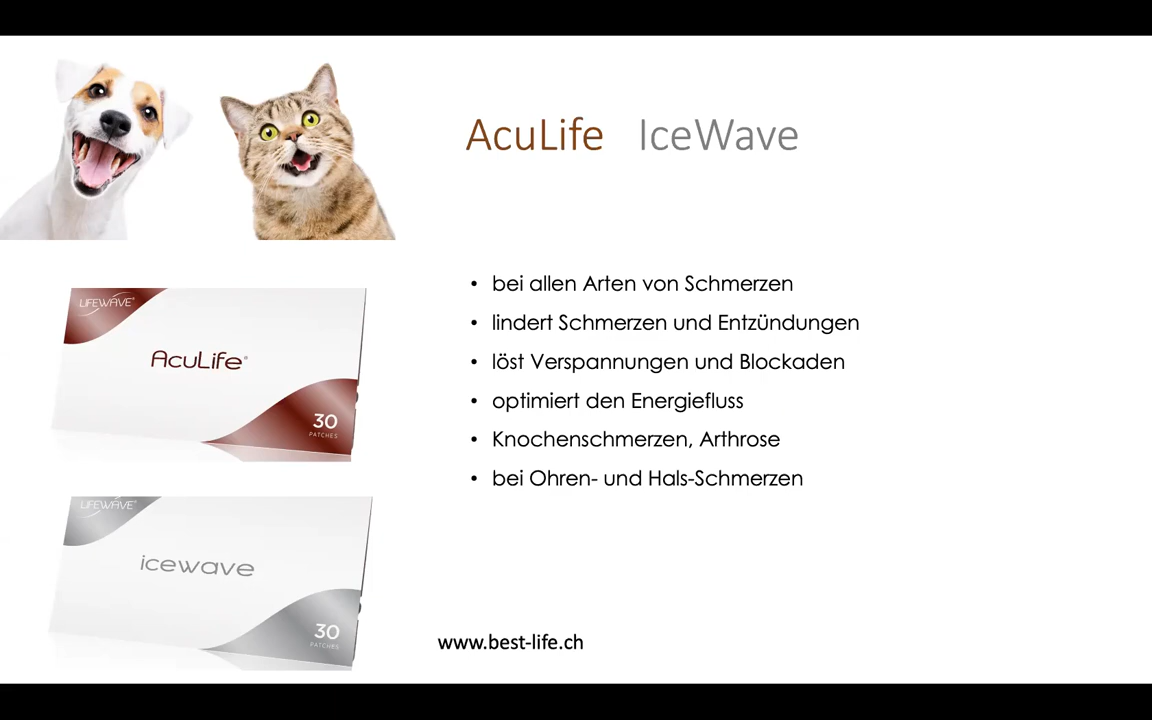 AcuLife IceWave
• bei allen Arten von Schmerzen
• lindert Schmerzen und Entzündungen
• löst Verspannungen und Blockaden
• optimiert den Energiefluss
• Knochenschmerzen, Arthrose
• bei Ohren- und Hals-Schmerzen
LIFEWAVE®
AcuLife®
30
PATCHES
LIFEWAVE®
icewave
30
PATCHES
www.best-life.ch